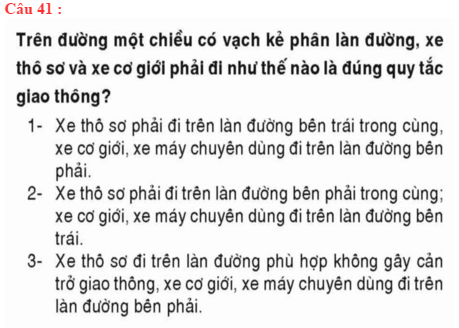 Câu 41 :
Trên đường một chiều có vạch kẻ phân làn đường, xe
thô sơ và xe cơ giới phải đi như thế nào là đúng quy tắc
giao thông?
1- Xe thô sơ phải đi trên làn đường bên trái trong cùng,
xe cơ giới, xe máy chuyên dùng đi trên làn đường bên
phải.
2- Xe thô sơ phải đi trên làn đường bên phải trong cùng;
xe cơ giới, xe máy chuyên dùng đi trên làn đường bên
trái.
3- Xe thô sơ đi trên làn đường phù hợp không gây cản
trở giao thông, xe cơ giới, xe máy chuyên dùng đi trên
làn đường bên phải.